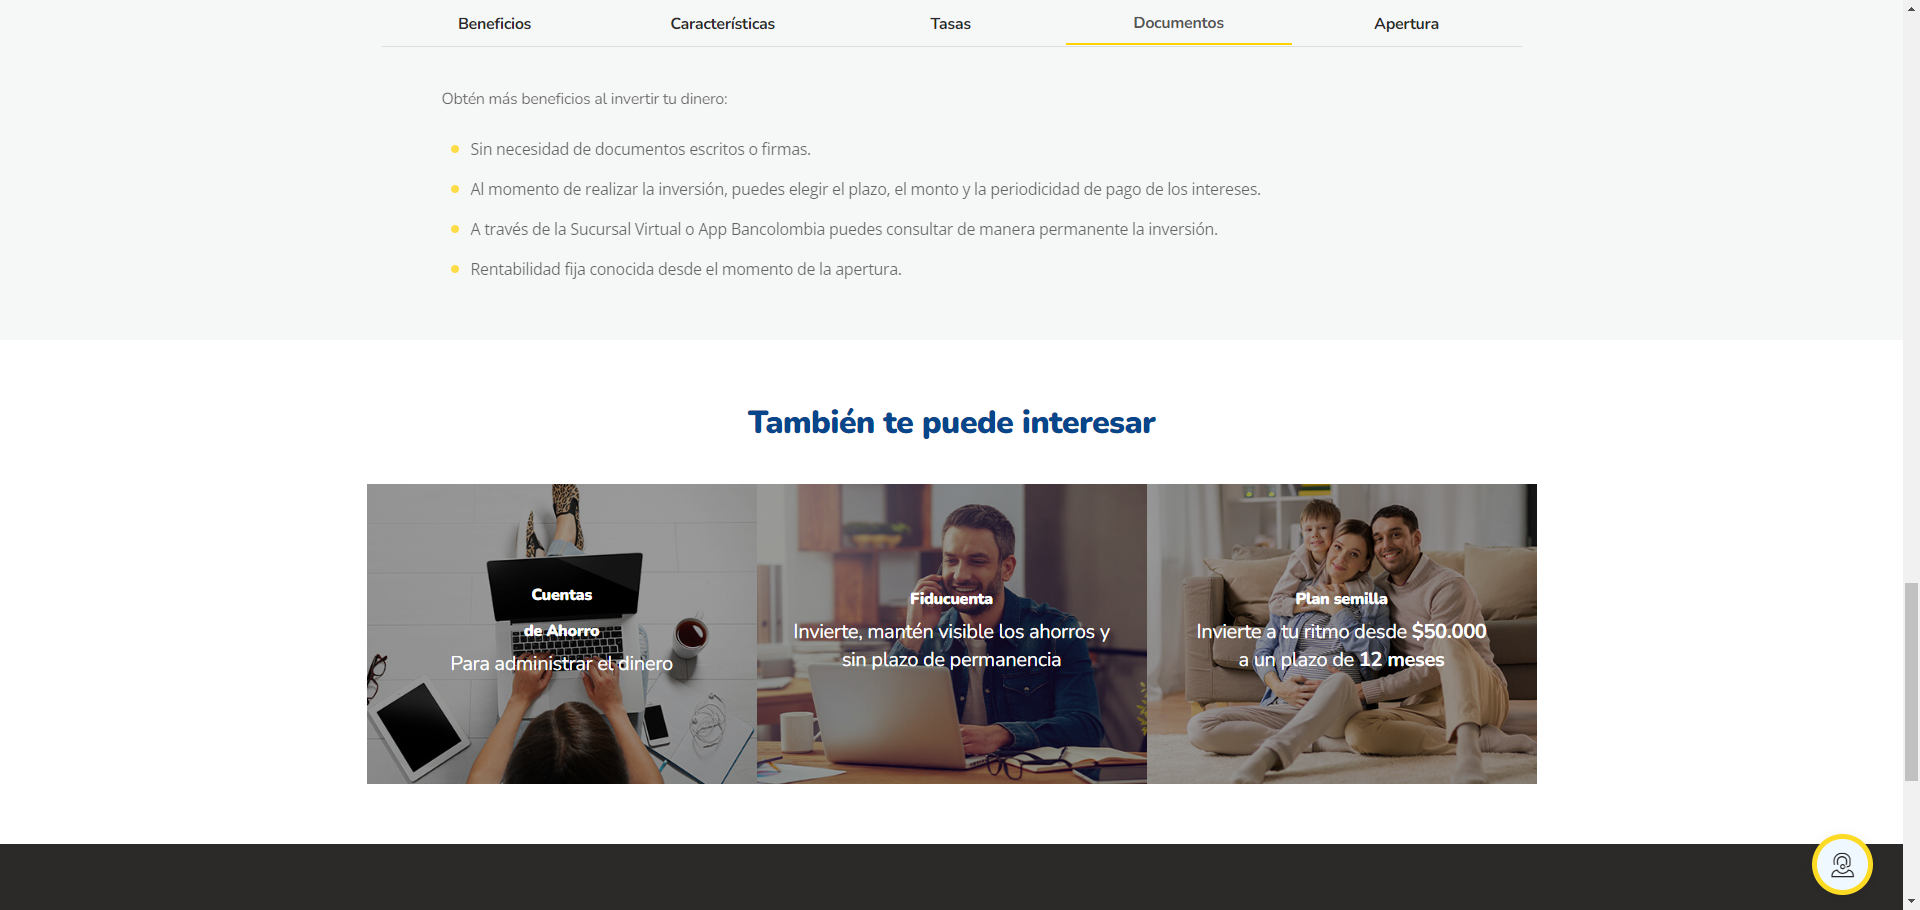 Beneficios
Características
Tasas
Documentos
Apertura
Obtén más beneficios al invertir tu dinero:
Sin necesidad de documentos escritos o firmas.
Al momento de realizar la inversión, puedes elegir el plazo, el monto y la periodicidad de pago de los intereses.
A través de la Sucursal Virtual o App Bancolombia puedes consultar de manera permanente la inversión.
Rentabilidad fija conocida desde el momento de la apertura.
También te puede interesar
Cuentas
de Ahorro
Para administrar el dinero
Fiducuenta
Invierte, mantén visible los ahorros y
sin plazo de permanencia
Plan semilla
Invierte a tu ritmo desde $50.000
a un plazo de 12 meses